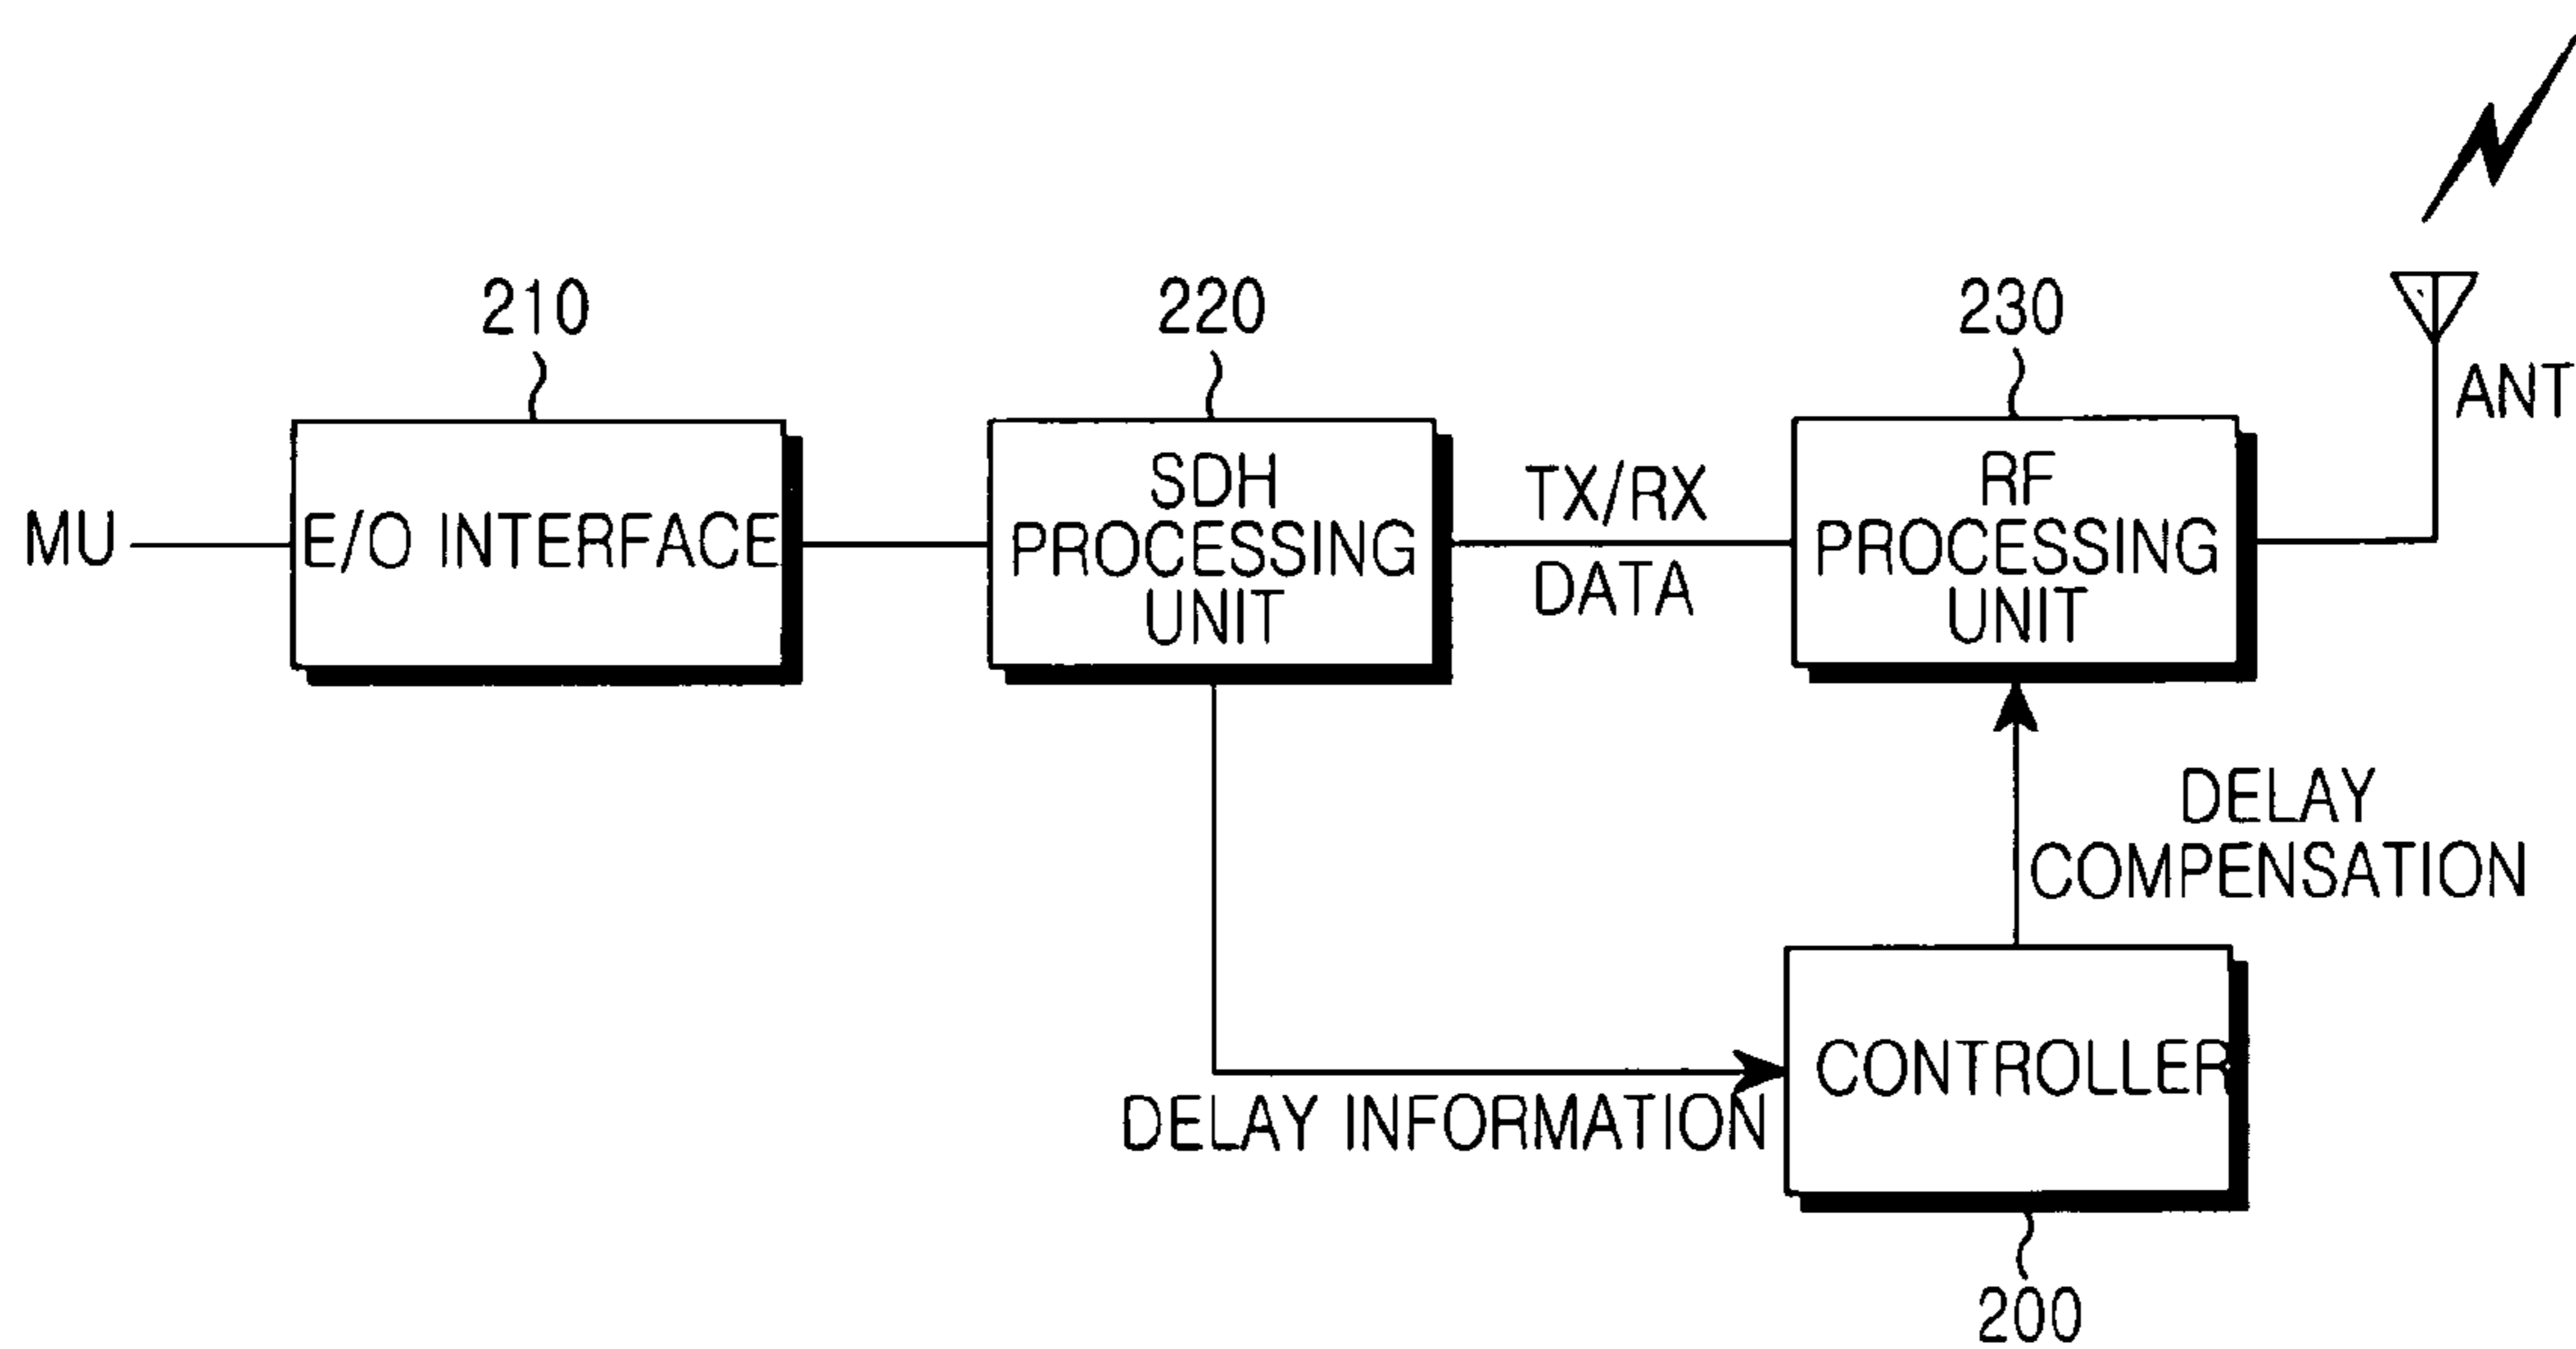 210
220
230
ANT
MU
E/O INTERFACE
SDH
PROCESSING
UNIT
TX/RX
DATA
RF
PROCESSING
UNIT
DELAY
COMPENSATION
DELAY INFORMATION
CONTROLLER
200